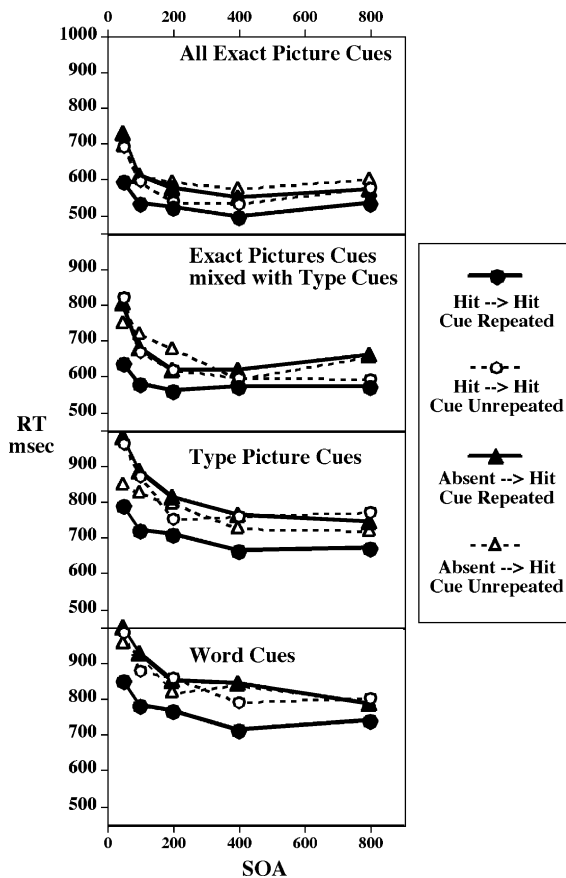 0 200 400 600 800
1000
All Exact Picture Cues
900
800
700
600
500
Exact Pictures Cues
mixed with Type Cues
900
800
700
600
500
RT
msec
Type Picture Cues
900
800
700
600
500
Word Cues
900
800
700
600
500
0 200 400 600 800
SOA
Hit --> Hit
Cue Repeated
Hit --> Hit
Cue Unrepeated
Absent --> Hit
Cue Repeated
Absent --> Hit
Cue Unrepeated